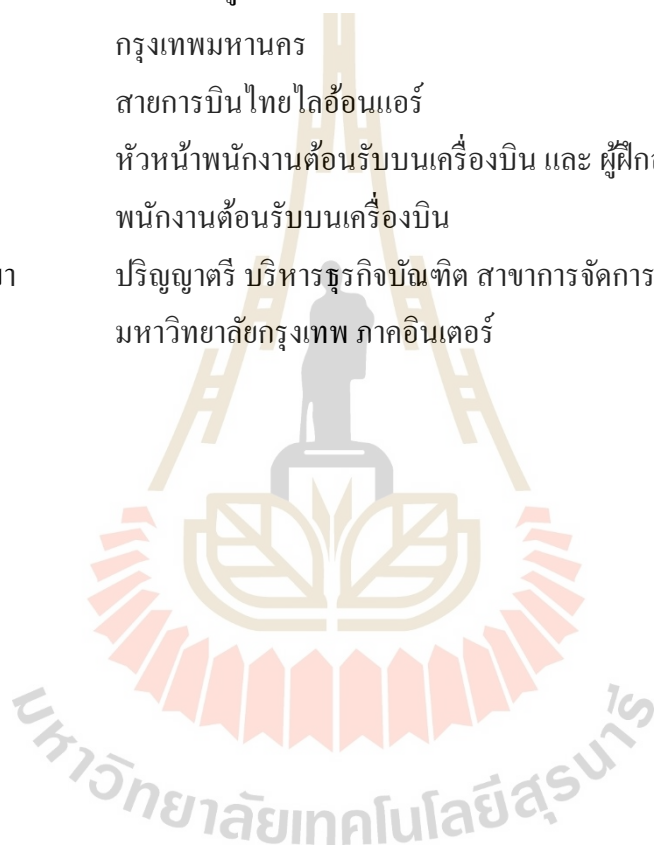 กรุงเทพมหานคร
สายการบินไทยไลอ้อนแอร์
หัวหน้าพนักงานต้อนรับบนเครื่องบิน และ ผู้ฝึก
พนักงานต้อนรับบนเครื่องบิน
ปริญญาตรี บริหารธุรกิจบัณฑิต สาขาการจัดการ
มหาวิทยาลัยกรุงเทพ ภาคอินเตอร์
มหาวิทยาลัยเทคโนโลยีสุรนารี